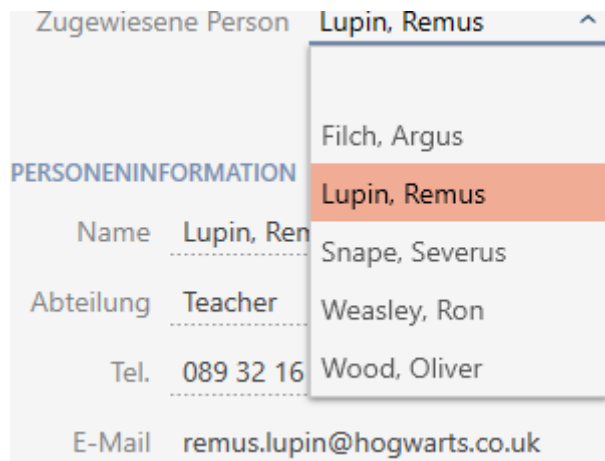 Zugewiesene Person Lupin, Remus
Filch, Argus
PERSONENINFORMATION
Lupin, Remus
Name Lupin, Rem
Snape, Severus
Abteilung Teacher
Weasley, Ron
Tel. 089 32 16
Wood, Oliver
E-Mail remus.lupin@hogwarts.co.uk